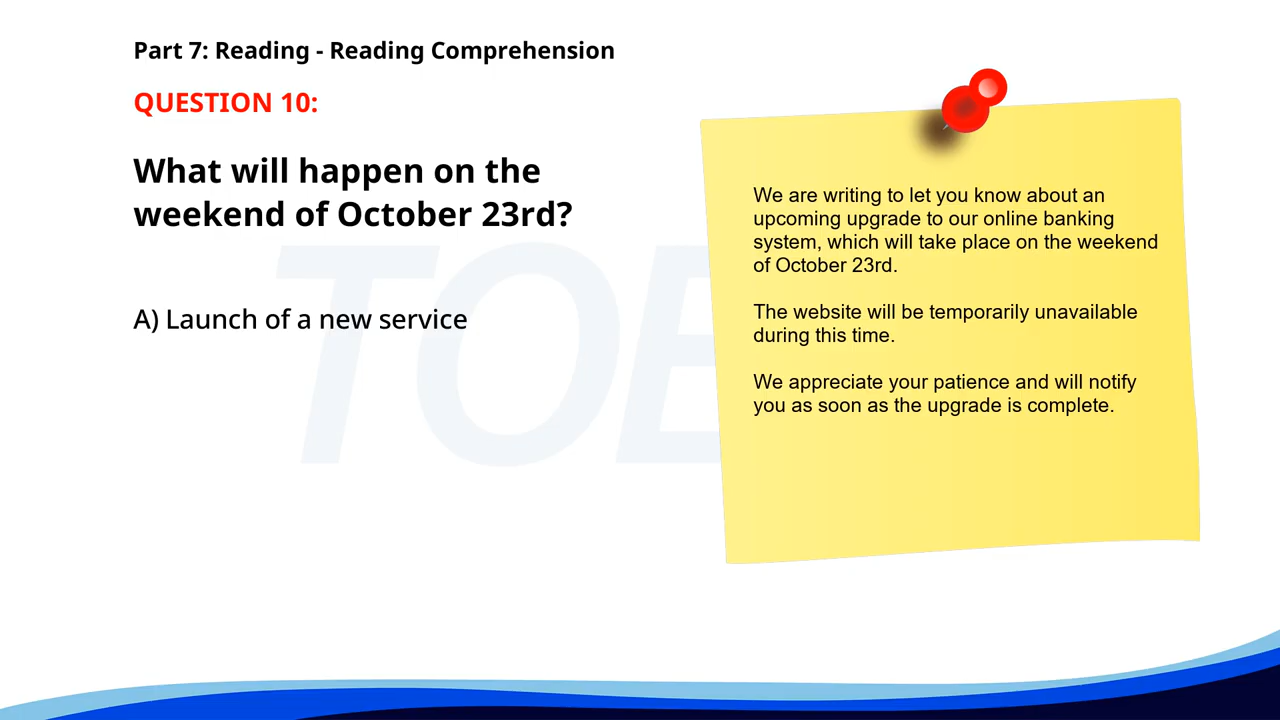 Part 7: Reading - Reading Comprehension
QUESTION 10:
What will happen on the
weekend of October 23rd?
A) Launch of a new service
We are writing to let you know about an
upcoming upgrade to our online banking
system, which will take place on the weekend
of October 23rd.
The website will be temporarily unavailable
during this time.
We appreciate your patience and will notify
you as soon as the upgrade is complete.